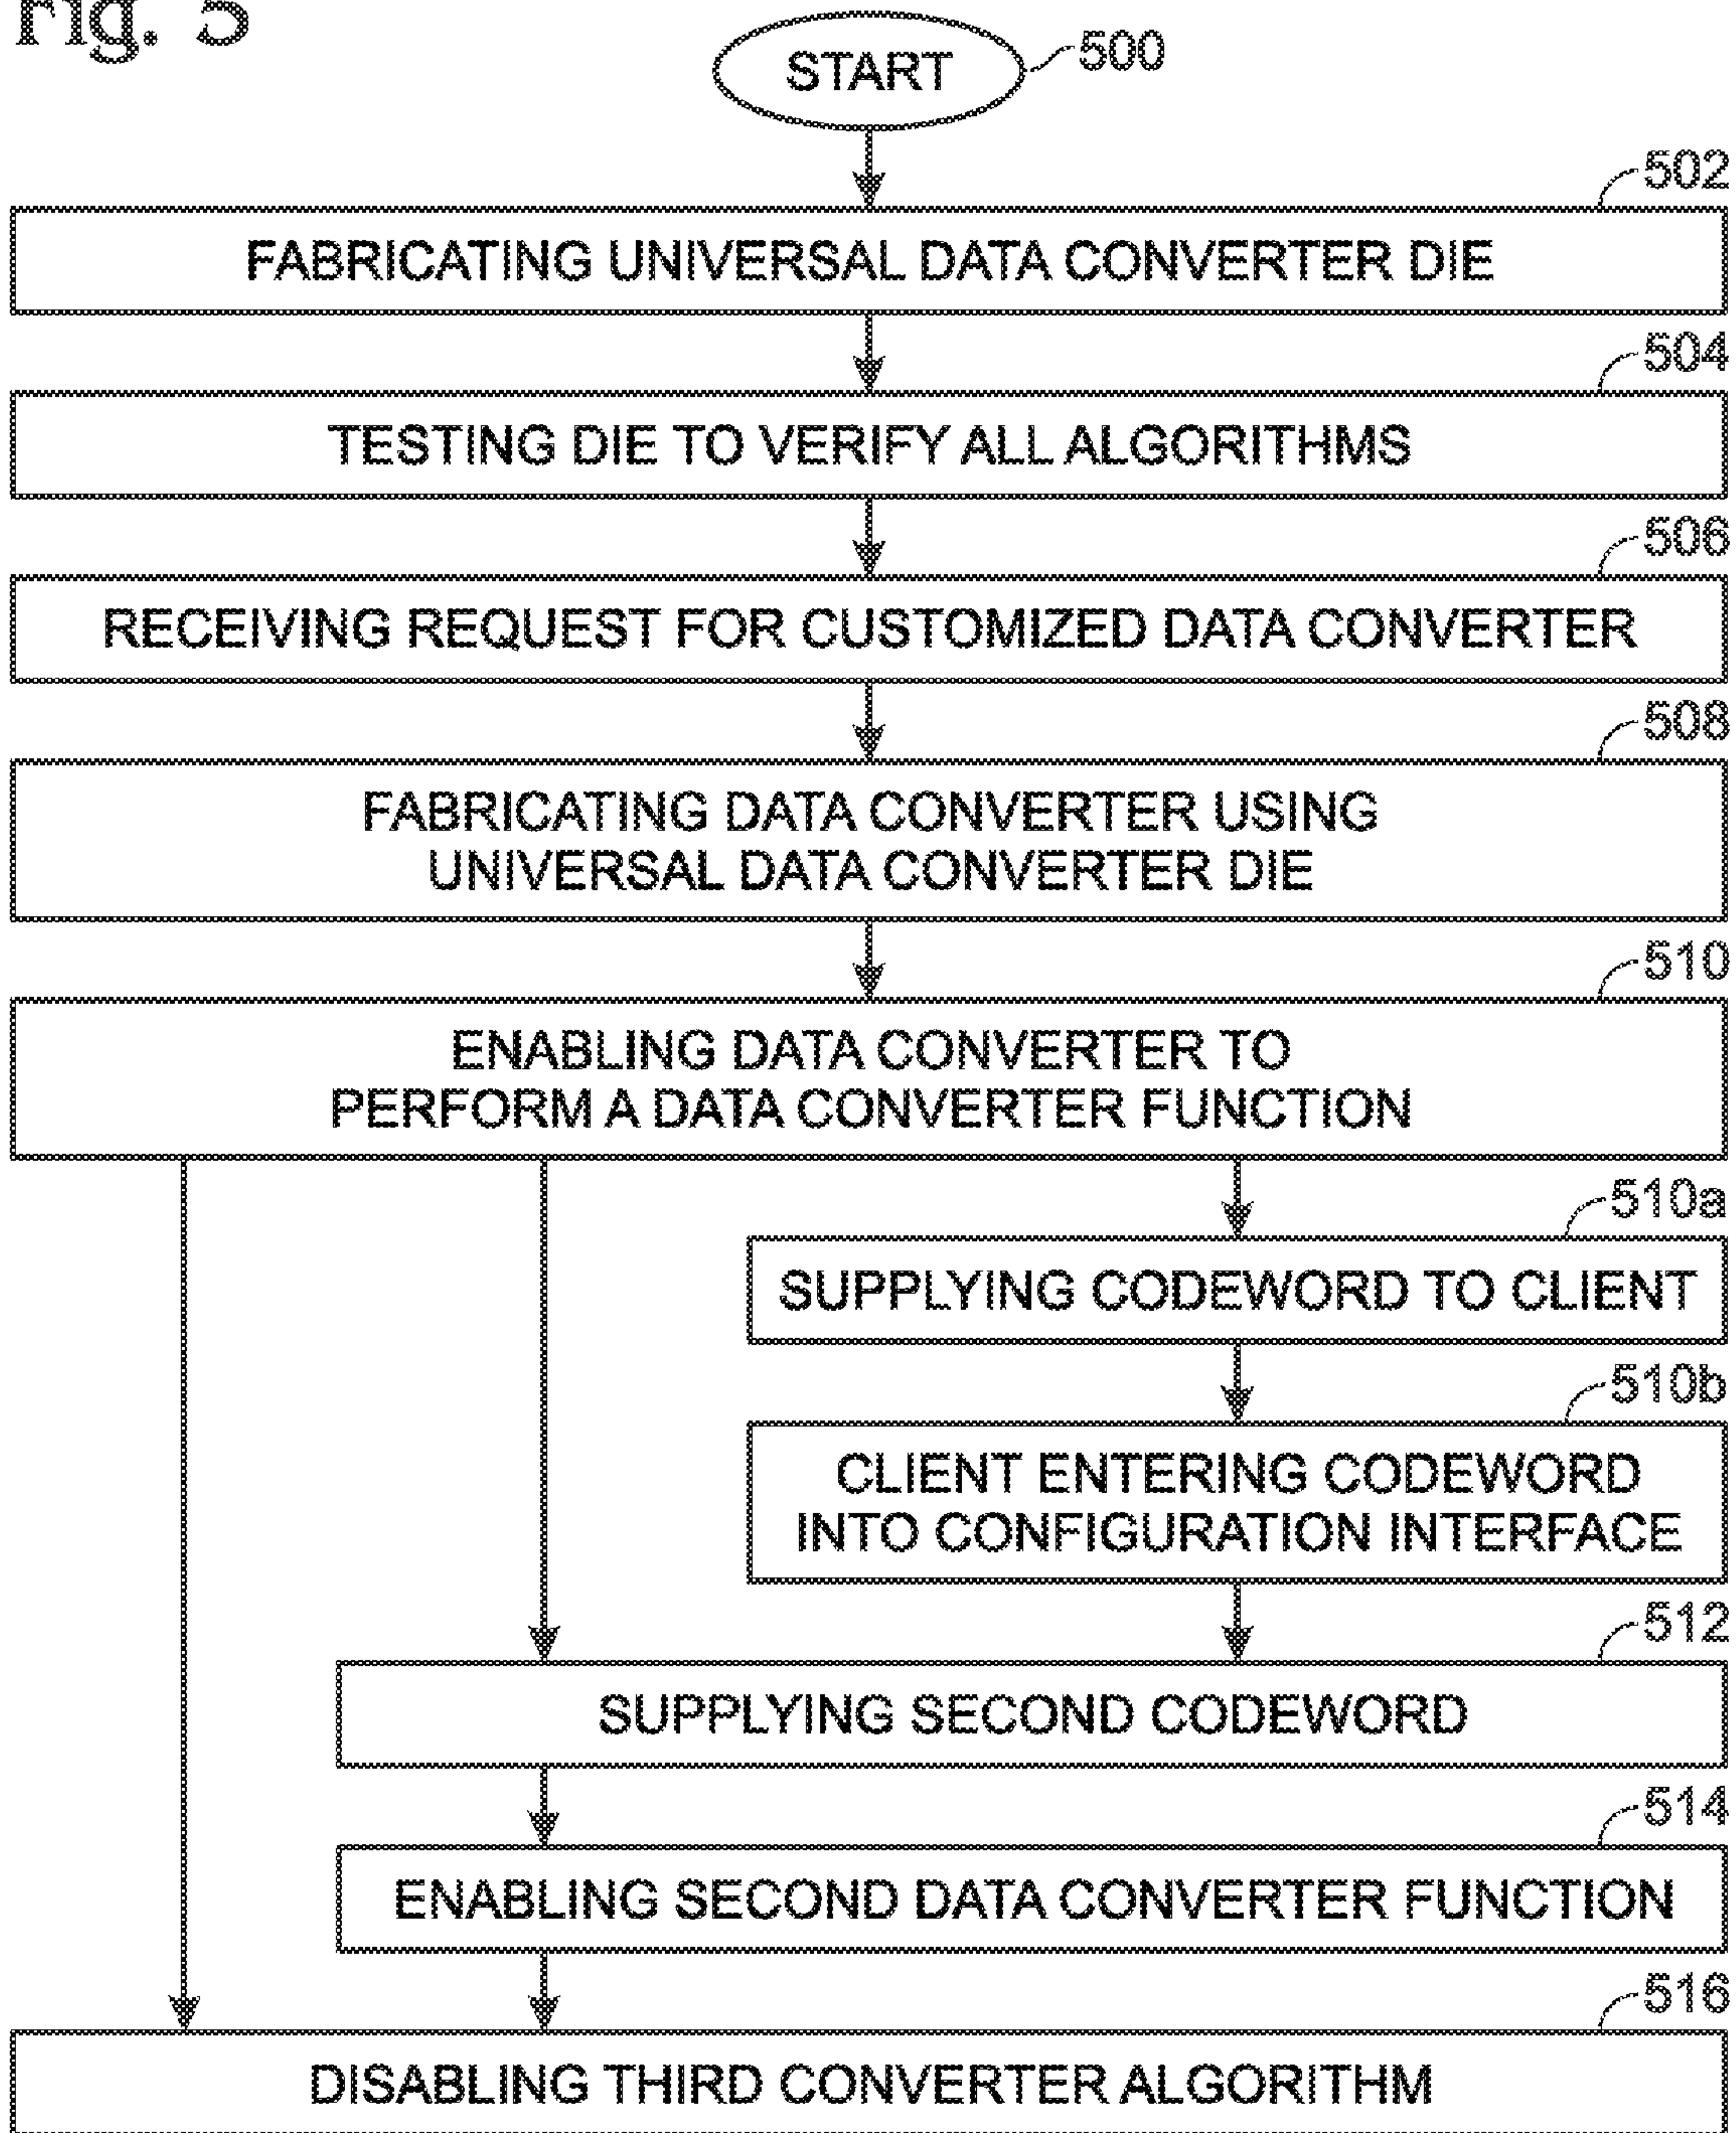 Fig. 5
START
500
502
FABRICATING UNIVERSAL DATA CONVERTER DIE
504
TESTING DIE TO VERIFY ALL ALGORITHMS
506
RECEIVING REQUEST FOR CUSTOMIZED DATA CONVERTER
508
FABRICATING DATA CONVERTER USING
UNIVERSAL DATA CONVERTER DIE
510
ENABLING DATA CONVERTER TO
PERFORM A DATA CONVERTER FUNCTION
510a
SUPPLYING CODEWORD TO CLIENT
510b
CLIENT ENTERING CODEWORD
INTO CONFIGURATION INTERFACE
512
SUPPLYING SECOND CODEWORD
514
ENABLING SECOND DATA CONVERTER FUNCTION
516
DISABLING THIRD CONVERTER ALGORITHM